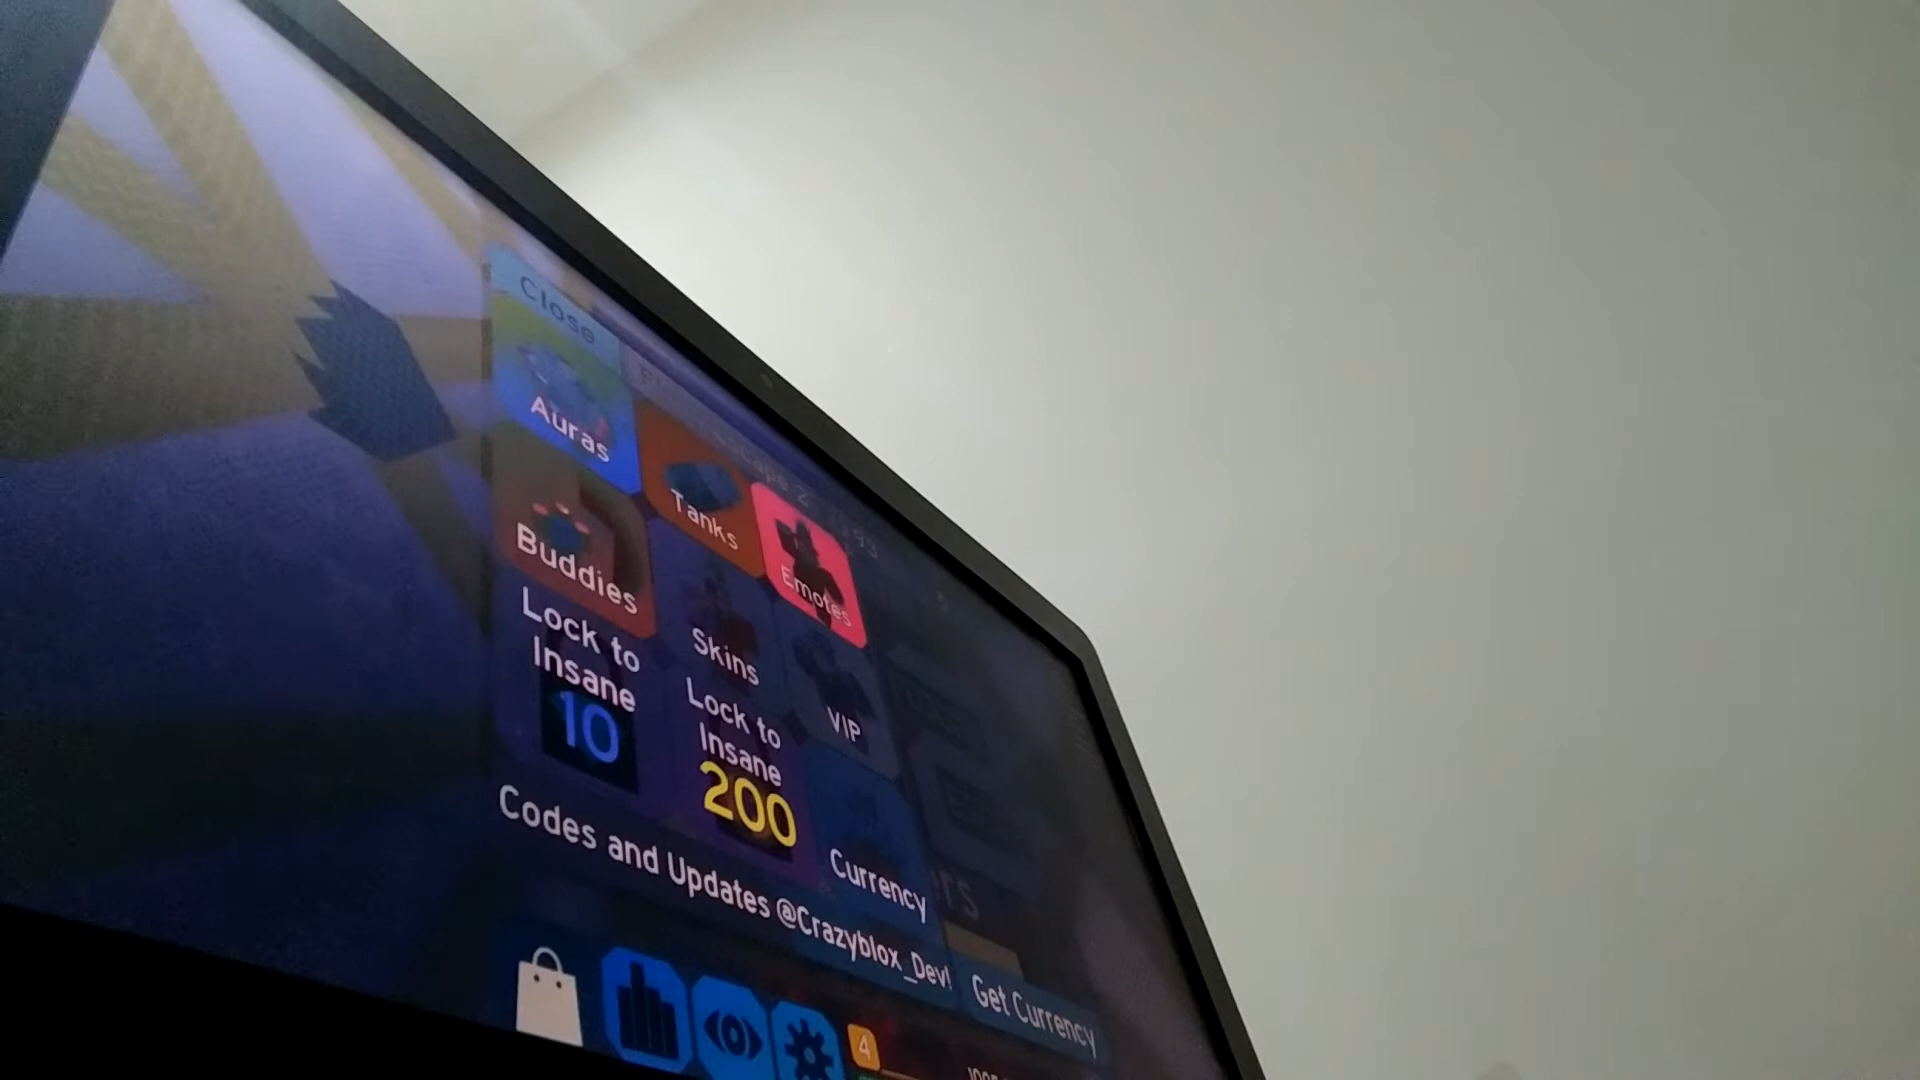 Close
Auras
Tanks
Emotes
Buddies
Skins
VIP
Lock to
Insane
10
Lock to
Insane
200
Currency
Codes and Updates @Crazyblox_Dev!
Get Currency
4